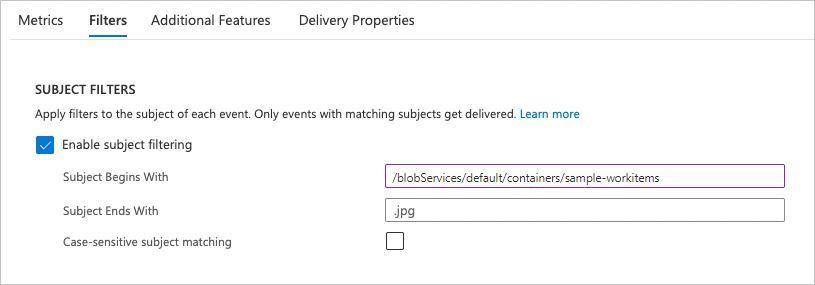 Metrics Filters Additional Features Delivery Properties
SUBJECT FILTERS
Apply filters to the subject of each event. Only events with matching subjects get delivered. Learn more
Enable subject filtering
Subject Begins With /blobServices/default/containers/sample-workitems
Subject Ends With .jpg
Case-sensitive subject matching